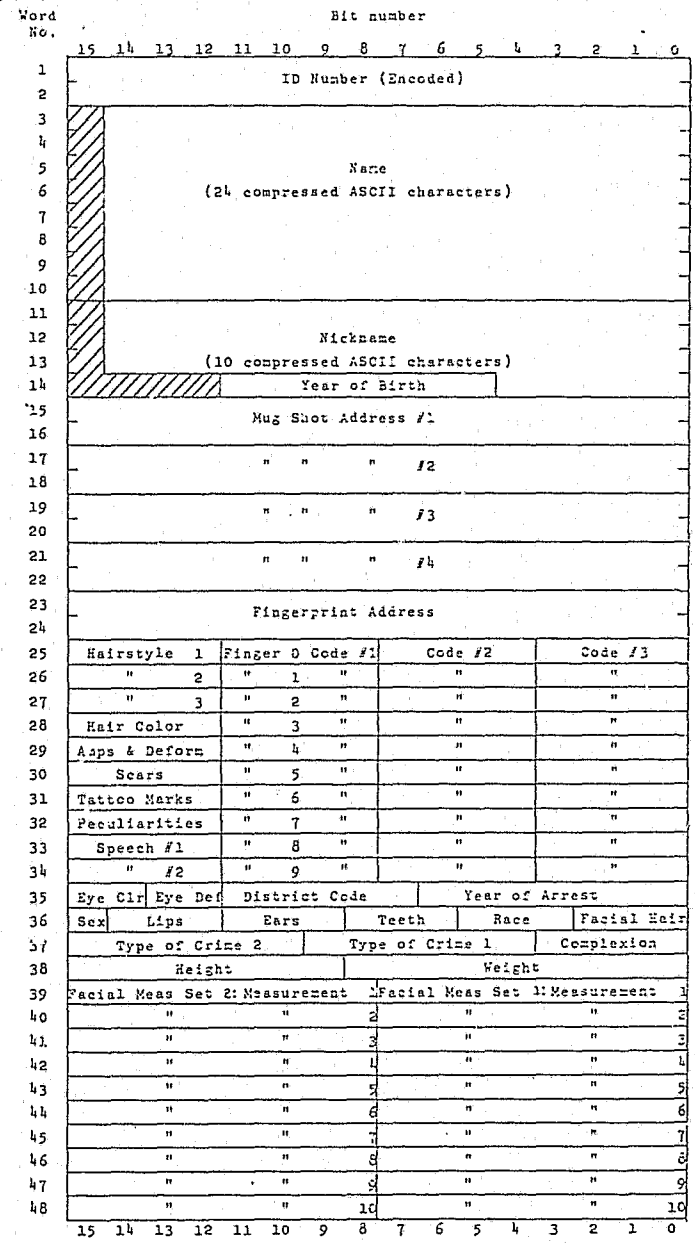 Word Bit number
No.
15 14 13 12 11 10 9 8 7 6 5 4 3 2 1 0
1
ID Number (Encoded)
2
3
4
5 Name
6 (24 compressed ASCII characters)
7
8
9
10
11
12 Nickname
13 (10 compressed ASCII characters)
14 Year of Birth
15 Mug Shot Address #1
16
17 " " " #2
18
19 " " " #3
20
21 " " " #4
22
23 Fingerprint Address
24
25 Hairstyle 1 Finger 0 Code #1 Code #2 Code #3
26 " 2 " 1 " " "
27 " 3 " 2 " " "
28 Hair Color " 3 " " "
29 Amps & Deform " 4 " " "
30 Scars " 5 " " "
31 Tattoo Marks " 6 " " "
32 Peculiarities " 7 " " "
33 Speech #1 " 8 " " "
34 " #2 " 9 " " "
35 Eye Clr Eye Def District Code Year of Arrest
36 Sex Lips Ears Teeth Race Facial Hair
37 Type of Crime 2 Type of Crime 1 Complexion
38 Height Weight
39 Facial Meas Set 2: Measurement 1 Facial Meas Set 1: Measurement 1
40 " " 2 " " 2
41 " " 3 " " 3
42 " " 4 " " 4
43 " " 5 " " 5
44 " " 6 " " 6
45 " " 7 " " 7
46 " " 8 " " 8
47 " " 9 " " 9
48 " " 10 " " 10
15 14 13 12 11 10 9 8 7 6 5 4 3 2 1 0